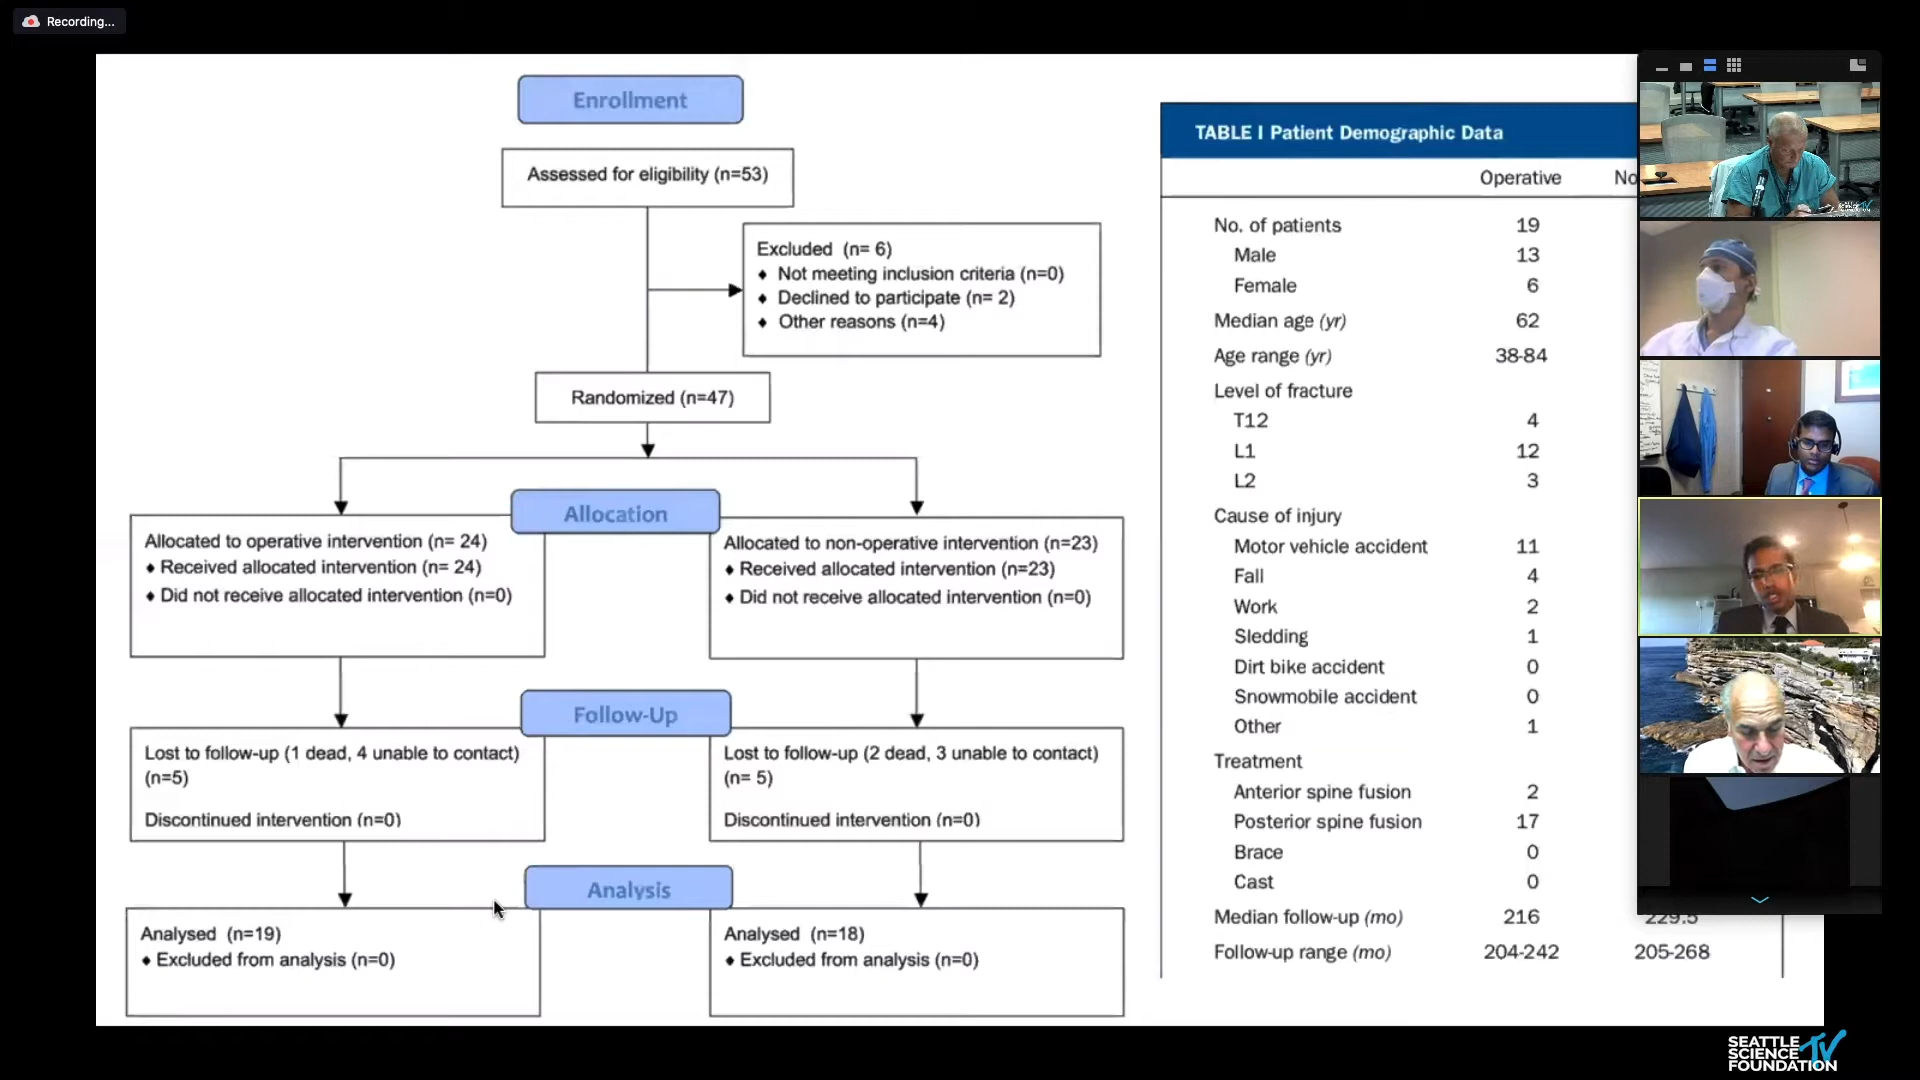 Recording...
Enrollment
Assessed for eligibility (n=53)
Excluded (n= 6)
♦ Not meeting inclusion criteria (n=0)
♦ Declined to participate (n= 2)
♦ Other reasons (n=4)
Randomized (n=47)
Allocation
Allocated to operative intervention (n= 24)
♦ Received allocated intervention (n= 24)
♦ Did not receive allocated intervention (n=0)
Allocated to non-operative intervention (n=23)
♦ Received allocated intervention (n=23)
♦ Did not receive allocated intervention (n=0)
Follow-Up
Lost to follow-up (1 dead, 4 unable to contact)
(n=5)
Discontinued intervention (n=0)
Lost to follow-up (2 dead, 3 unable to contact)
(n= 5)
Discontinued intervention (n=0)
Analysis
Analysed (n=19)
♦ Excluded from analysis (n=0)
Analysed (n=18)
♦ Excluded from analysis (n=0)
TABLE I Patient Demographic Data
Operative No
No. of patients 19
Male 13
Female 6
Median age (yr) 62
Age range (yr) 38-84
Level of fracture
T12 4
L1 12
L2 3
Cause of injury
Motor vehicle accident 11
Fall 4
Work 2
Sledding 1
Dirt bike accident 0
Snowmobile accident 0
Other 1
Treatment
Anterior spine fusion 2
Posterior spine fusion 17
Brace 0
Cast 0
Median follow-up (mo) 216 229.5
Follow-up range (mo) 204-242 205-268
SEATTLE
SCIENCE TV
FOUNDATION